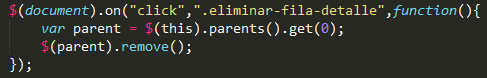 $(document).on("click",".eliminar-fila-detalle",function(){
    var parent = $(this).parents().get(0);
    $(parent).remove();
});